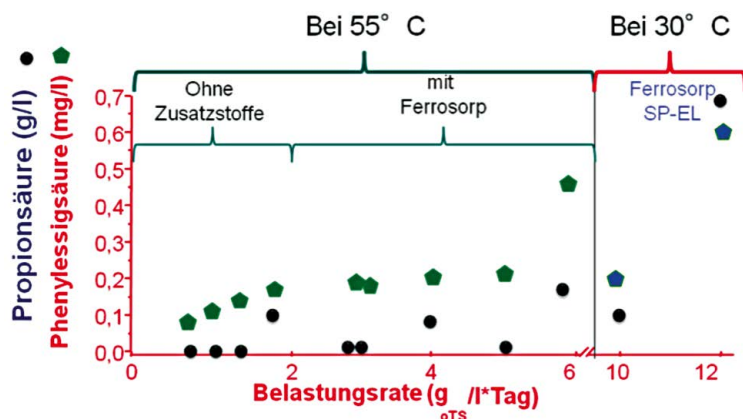 Bei 55° C
Bei 30° C
Ohne
Zusatzstoffe
mit
Ferrosorp
Ferrosorp
SP-EL
Propionsäure (g/l)
Phenylessigsäure (mg/l)
0,7
0,6
0,5
0,4
0,3
0,2
0,1
0,0
0 2 4 6 10 12
Belastungsrate (g oTS /l*Tag)